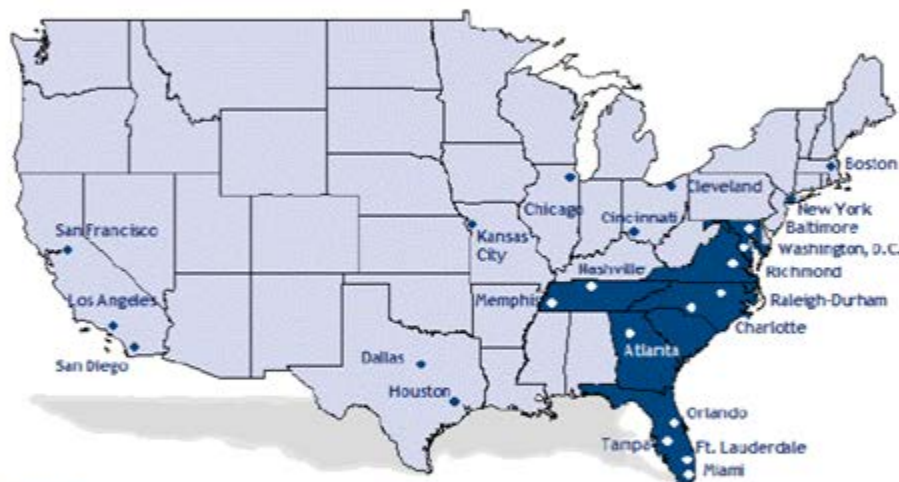 Boston
Cleveland
Chicago
Cincinnati
New York
Baltimore
San Francisco
Kansas
City
Washington, D.C.
Nashville
Richmond
Los Angeles
Memphis
Raleigh-Durham
Charlotte
San Diego
Dallas
Atlanta
Houston
Orlando
Tampa
Ft. Lauderdale
Miami